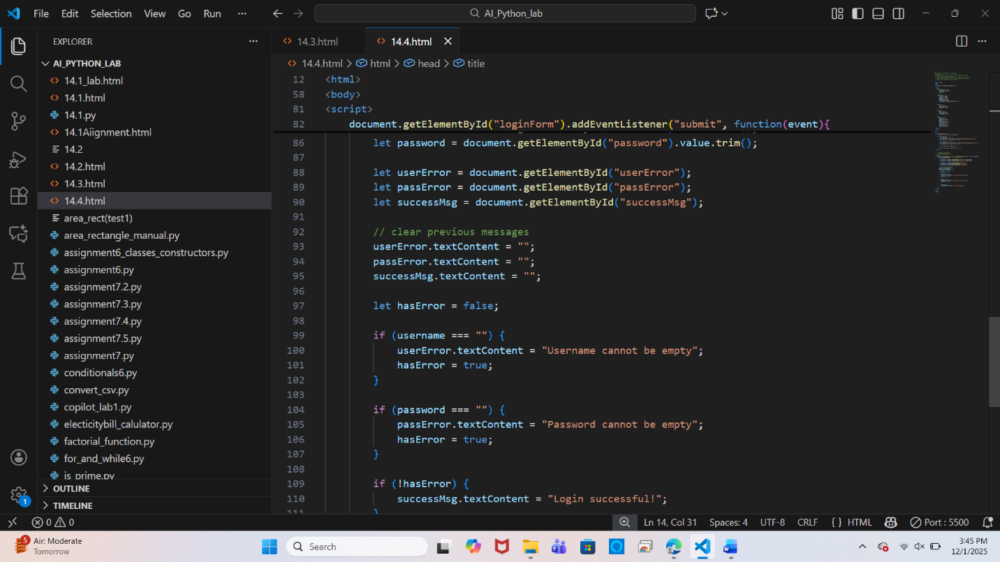 File Edit Selection View Go Run ··· AI_Python_lab
EXPLORER ···
AI_PYTHON_LAB
14.1_lab.html
14.1.html
14.1.py
14.1Aiignment.html
14.2
14.2.html
14.3.html
14.4.html
area_rect(test1)
area_rectangle_manual.py
assignment6_classes_constructors.py
assignment6.py
assignment7.2.py
assignment7.3.py
assignment7.4.py
assignment7.5.py
assignment7.py
conditionals6.py
convert_csv.py
copilot_lab1.py
electicitybill_calulator.py
factorial_function.py
for_and_while6.py
is_prime.py
OUTLINE
TIMELINE
14.3.html 14.4.html
14.4.html > html > head > title
12 <html>
58 <body>
81 <script>
82 document.getElementById("loginForm").addEventListener("submit", function(event){
86 let password = document.getElementById("password").value.trim();
87
88 let userError = document.getElementById("userError");
89 let passError = document.getElementById("passError");
90 let successMsg = document.getElementById("successMsg");
91
92 // clear previous messages
93 userError.textContent = "";
94 passError.textContent = "";
95 successMsg.textContent = "";
96
97 let hasError = false;
98
99 if (username === "") {
100 userError.textContent = "Username cannot be empty";
101 hasError = true;
102 }
103
104 if (password === "") {
105 passError.textContent = "Password cannot be empty";
106 hasError = true;
107 }
108
109 if (!hasError) {
110 successMsg.textContent = "Login successful!";
111 }
1
0 0 Ln 14, Col 31 Spaces: 4 UTF-8 CRLF {} HTML Port : 5500
5 Air: Moderate
Tomorrow
Search
3:45 PM
12/1/2025